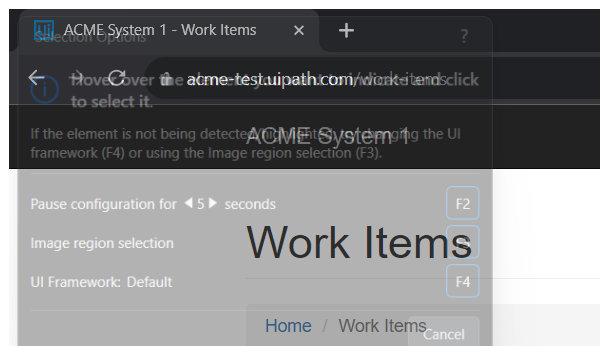 Ui ACME System 1 - Work Items × +
Selection Options ?
acme-test.uipath.com/work-items
Hover over the element you want to indicate and click
to select it.
If the element is not being detected/highlighted, try changing the UI
framework (F4) or using the Image region selection (F3).
ACME System 1
Pause configuration for 5 seconds F2
Image region selection
Work Items
UI Framework: Default F4
Home / Work Items
Cancel